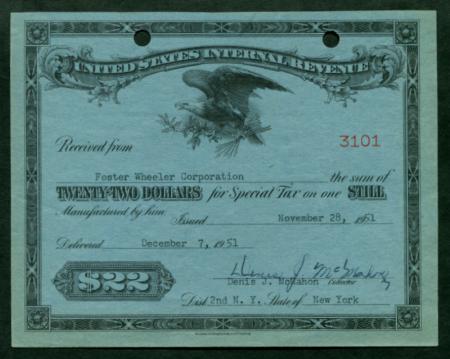 UNITED STATES INTERNAL REVENUE
3101
Received from
Foster Wheeler Corporation the sum of
TWENTY-TWO DOLLARS for Special Tax on one STILL
Manufactured by him Issued November 28, 1951
Delivered December 7, 1951
Denis J. McMahon
Denis J. McMahon Collector
$22
Dist 2nd N. Y. State of New York